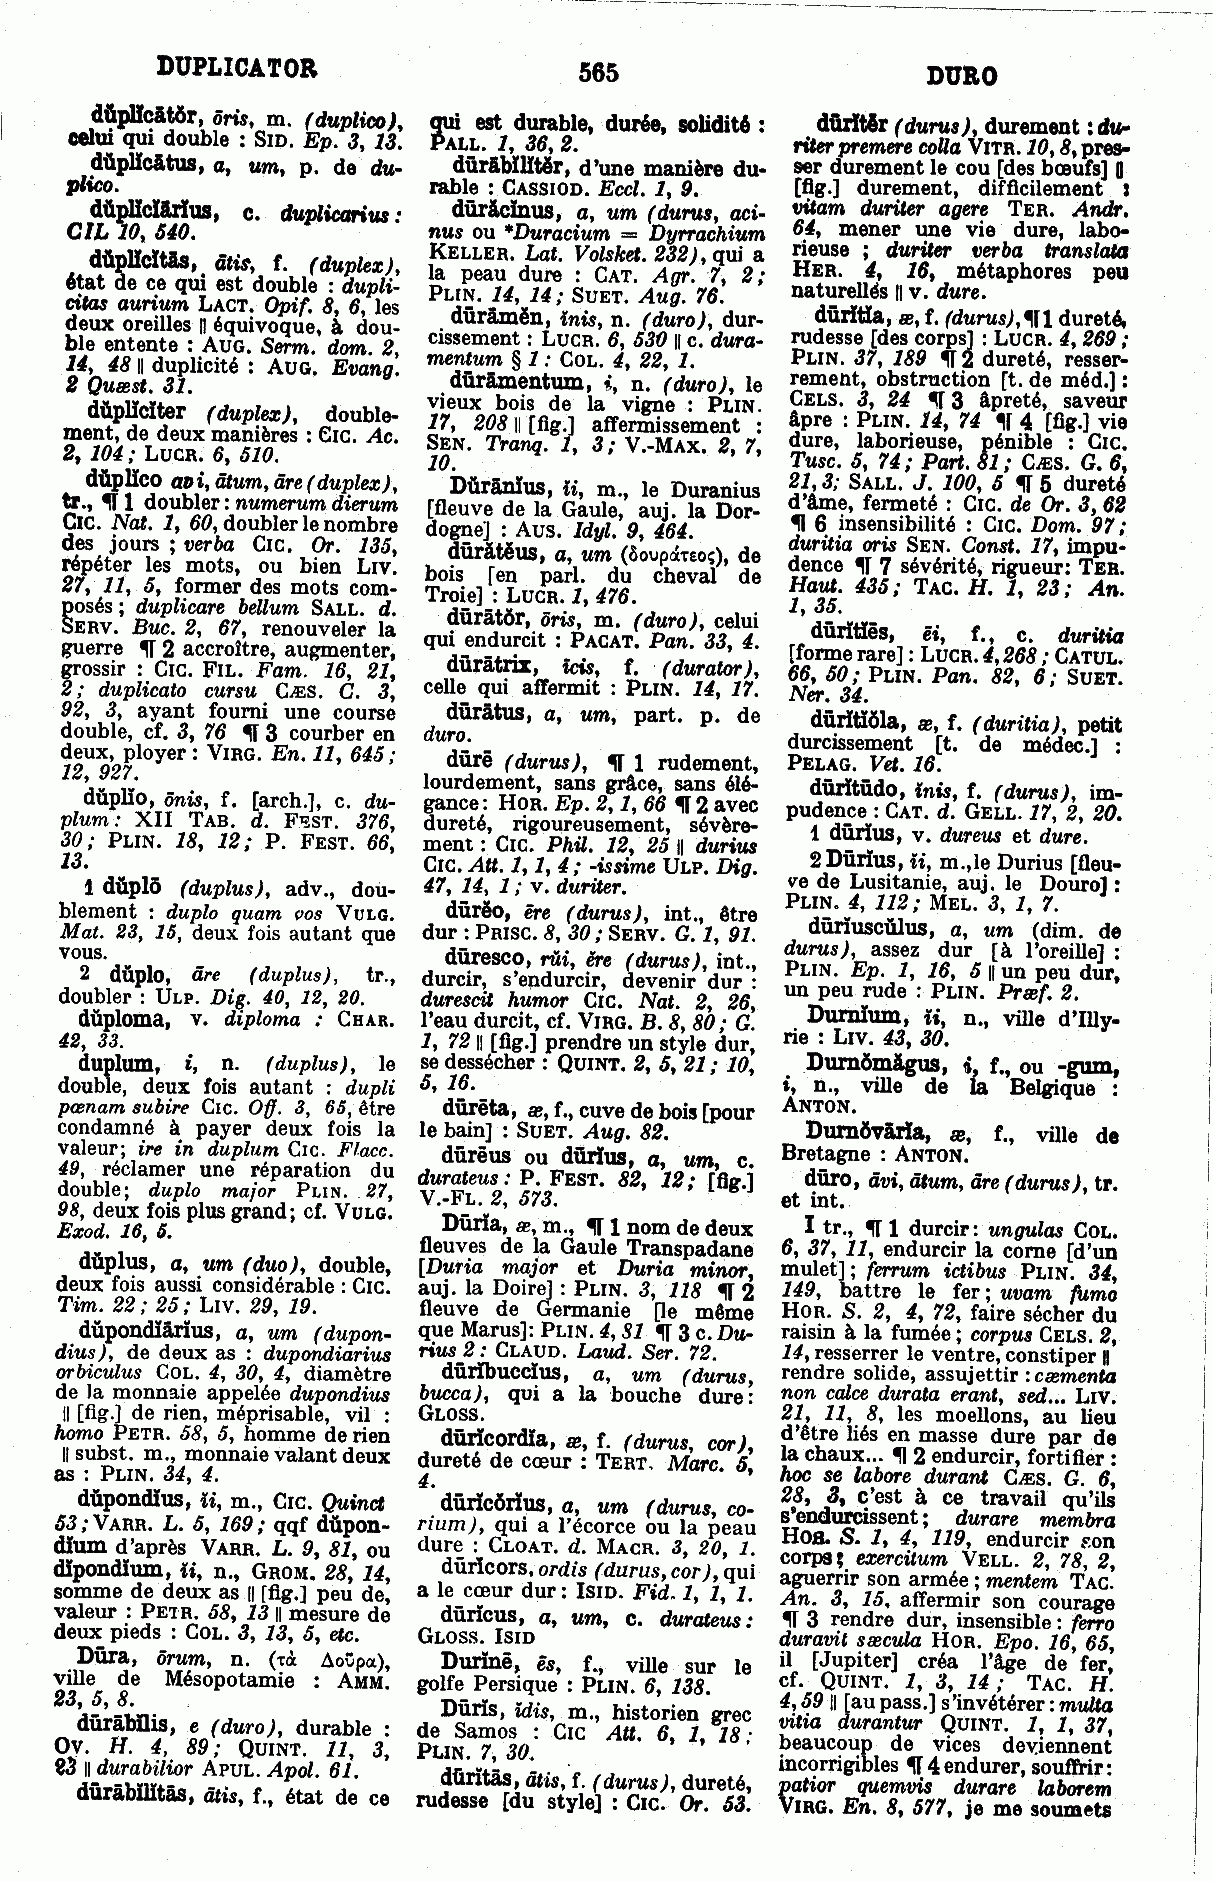 DUPLICATOR
565
DURO
dŭplĭcātŏr, ōris, m. (duplico),
celui qui double : SID. Ep. 3, 13.
dŭplĭcātus, a, um, p. de du-
plico.
dŭplĭcĭārĭus, c. duplicarius :
CIL 10, 540.
dŭplĭcĭtās, ātis, f. (duplex),
état de ce qui est double : dupli-
citas aurium LACT. Opif. 8, 6, les
deux oreilles ‖ équivoque, à dou-
ble entente : AUG. Serm. dom. 2,
14, 48 ‖ duplicité : AUG. Evang.
2 Quæst. 31.
dŭplĭcĭter (duplex), double-
ment, de deux manières : CIC. Ac.
2, 104 ; LUCR. 6, 510.
dŭplĭco avi, ātum, āre (duplex),
tr., ¶ 1 doubler : numerum dierum
CIC. Nat. 1, 60, doubler le nombre
des jours ; verba CIC. Or. 135,
répéter les mots, ou bien LIV.
27, 11, 5, former des mots com-
posés ; duplicare bellum SALL. d.
SERV. Buc. 2, 67, renouveler la
guerre ¶ 2 accroître, augmenter,
grossir : CIC. FIL. Fam. 16, 21,
2 ; duplicato cursu CÆS. C. 3,
92, 3, ayant fourni une course
double, cf. 3, 76 ¶ 3 courber en
deux, ployer : VIRG. En. 11, 645 ;
12, 927.
dŭplĭo, ōnis, f. [arch.], c. du-
plum : XII TAB. d. FEST. 376,
30 ; PLIN. 18, 12 ; P. FEST. 66,
13.
1 dŭplō (duplus), adv., dou-
blement : duplo quam vos VULG.
Mat. 23, 15, deux fois autant que
vous.
2 dŭplo, āre (duplus), tr.,
doubler : ULP. Dig. 40, 12, 20.
dŭploma, v. diploma : CHAR.
42, 33.
duplum, i, n. (duplus), le
double, deux fois autant : dupli
pœnam subire CIC. Off. 3, 65, être
condamné à payer deux fois la
valeur ; ire in duplum CIC. Flacc.
49, réclamer une réparation du
double ; duplo major PLIN. 27,
98, deux fois plus grand ; cf. VULG.
Exod. 16, 5.
dŭplus, a, um (duo), double,
deux fois aussi considérable : CIC.
Tim. 22 ; 25 ; LIV. 29, 19.
dŭpondĭārĭus, a, um (dupon-
dius), de deux as : dupondiarius
orbiculus COL. 4, 30, 4, diamètre
de la monnaie appelée dupondius
‖ [fig.] de rien, méprisable, vil :
homo PETR. 58, 5, homme de rien
‖ subst. m., monnaie valant deux
as : PLIN. 34, 4.
dŭpondĭus, ĭi, m., CIC. Quinct
53 ; VARR. L. 5, 169 ; qqf dŭpon-
dĭum d'après VARR. L. 9, 81, ou
dĭpondĭum, ĭi, n., GROM. 28, 14,
somme de deux as ‖ [fig.] peu de,
valeur : PETR. 58, 13 ‖ mesure de
deux pieds : COL. 3, 13, 5, etc.
Dūra, ōrum, n. (τὰ Δοῦρα),
ville de Mésopotamie : AMM.
23, 5, 8.
dūrābĭlis, e (duro), durable :
OV. H. 4, 89 ; QUINT. 11, 3,
23 ‖ durabilior APUL. Apol. 61.
dūrābĭlĭtās, ātis, f., état de ce
qui est durable, durée, solidité :
PALL. 1, 36, 2.
dūrābĭlĭtĕr, d'une manière du-
rable : CASSIOD. Eccl. 1, 9.
dūrăcĭnus, a, um (durus, aci-
nus ou *Duracium = Dyrrachium
KELLER. Lat. Volsket. 232), qui a
la peau dure : CAT. Agr. 7, 2 ;
PLIN. 14, 14 ; SUET. Aug. 76.
dūrāmĕn, ĭnis, n. (duro), dur-
cissement : LUCR. 6, 530 ‖ c. dura-
mentum § 1 : COL. 4, 22, 1.
dūrāmentum, i, n. (duro), le
vieux bois de la vigne : PLIN.
17, 208 ‖ [fig.] affermissement :
SEN. Tranq. 1, 3 ; V.-MAX. 2, 7,
10.
Dŭrānĭus, ĭi, m., le Duranius
[fleuve de la Gaule, auj. la Dor-
dogne] : AUS. Idyl. 9, 464.
dūrătĕus, a, um (δουράτεος), de
bois [en parl. du cheval de
Troie] : LUCR. 1, 476.
dūrātŏr, ōris, m. (duro), celui
qui endurcit : PACAT. Pan. 33, 4.
dūrātrix, īcis, f. (durator),
celle qui affermit : PLIN. 14, 17.
dūrātus, a, um, part. p. de
duro.
dūrē (durus), ¶ 1 rudement,
lourdement, sans grâce, sans élé-
gance : HOR. Ep. 2, 1, 66 ¶ 2 avec
dureté, rigoureusement, sévère-
ment : CIC. Phil. 12, 25 ‖ durius
CIC. Att. 1, 1, 4 ; -issime ULP. Dig.
47, 14, 1 ; v. duriter.
dūrĕo, ēre (durus), int., être
dur : PRISC. 8, 30 ; SERV. G. 1, 91.
dūresco, rŭi, ĕre (durus), int.,
durcir, s'endurcir, devenir dur :
durescit humor CIC. Nat. 2, 26,
l'eau durcit, cf. VIRG. B. 8, 80 ; G.
1, 72 ‖ [fig.] prendre un style dur,
se dessécher : QUINT. 2, 5, 21 ; 10,
5, 16.
dūrēta, æ, f., cuve de bois [pour
le bain] : SUET. Aug. 82.
dūrĕus ou dūrĭus, a, um, c.
durateus : P. FEST. 82, 12 ; [fig.]
V.-FL. 2, 573.
Dūrĭa, æ, m., ¶ 1 nom de deux
fleuves de la Gaule Transpadane
[Duria major et Duria minor,
auj. la Doire] : PLIN. 3, 118 ¶ 2
fleuve de Germanie [le même
que Marus] : PLIN. 4, 81 ¶ 3 c. Du-
rius 2 : CLAUD. Laud. Ser. 72.
dūrĭbuccĭus, a, um (durus,
bucca), qui a la bouche dure :
GLOSS.
dūrĭcordĭa, æ, f. (durus, cor),
dureté de cœur : TERT. Marc. 5,
4.
dūrĭcŏrĭus, a, um (durus, co-
rium), qui a l'écorce ou la peau
dure : CLOAT. d. MACR. 3, 20, 1.
dūrĭcors, ordis (durus, cor), qui
a le cœur dur : ISID. Fid. 1, 1, 1.
dūrĭcus, a, um, c. durateus :
GLOSS. ISID
Durĭnē, ēs, f., ville sur le
golfe Persique : PLIN. 6, 138.
Dūris, ĭdis, m., historien grec
de Samos : CIC Att. 6, 1, 18 ;
PLIN. 7, 30.
dūrĭtās, ātis, f. (durus), dureté,
rudesse [du style] : CIC. Or. 53.
dūrĭtĕr (durus), durement : du-
riter premere colla VITR. 10, 8, pres-
ser durement le cou [des bœufs] ‖
[fig.] durement, difficilement :
vitam duriter agere TER. Andr.
64, mener une vie dure, labo-
rieuse ; duriter verba translata
HER. 4, 16, métaphores peu
naturelles ‖ v. dure.
dūrĭtĭa, æ, f. (durus), ¶ 1 dureté,
rudesse [des corps] : LUCR. 4, 269 ;
PLIN. 37, 189 ¶ 2 dureté, resser-
rement, obstruction [t. de méd.] :
CELS. 3, 24 ¶ 3 âpreté, saveur
âpre : PLIN. 14, 74 ¶ 4 [fig.] vie
dure, laborieuse, pénible : CIC.
Tusc. 5, 74 ; Part. 81 ; CÆS. G. 6,
21, 3 ; SALL. J. 100, 5 ¶ 5 dureté
d'âme, fermeté : CIC. de Or. 3, 62
¶ 6 insensibilité : CIC. Dom. 97 ;
duritia oris SEN. Const. 17, impu-
dence ¶ 7 sévérité, rigueur : TER.
Haut. 435 ; TAC. H. 1, 23 ; An.
1, 35.
dūrĭtĭēs, ēi, f., c. duritia
[forme rare] : LUCR. 4, 268 ; CATUL.
66, 50 ; PLIN. Pan. 82, 6 ; SUET.
Ner. 34.
dūrĭtĭŏla, æ, f. (duritia), petit
durcissement [t. de médec.] :
PELAG. Vet. 16.
dūrĭtūdo, ĭnis, f. (durus), im-
pudence : CAT. d. GELL. 17, 2, 20.
1 dūrĭus, v. dureus et dure.
2 Dūrĭus, ĭi, m., le Durius [fleu-
ve de Lusitanie, auj. le Douro] :
PLIN. 4, 112 ; MEL. 3, 1, 7.
dūrĭuscŭlus, a, um (dim. de
durus), assez dur [à l'oreille] :
PLIN. Ep. 1, 16, 5 ‖ un peu dur,
un peu rude : PLIN. Præf. 2.
Durnĭum, ĭi, n., ville d'Illy-
rie : LIV. 43, 30.
Durnŏmăgus, i, f., ou -gum,
i, n., ville de la Belgique :
ANTON.
Durnŏvārĭa, æ, f., ville de
Bretagne : ANTON.
dūro, āvi, ātum, āre (durus), tr.
et int.
I tr., ¶ 1 durcir : ungulas COL.
6, 37, 11, endurcir la corne [d'un
mulet] ; ferrum ictibus PLIN. 34,
149, battre le fer ; uvam fumo
HOR. S. 2, 4, 72, faire sécher du
raisin à la fumée ; corpus CELS. 2,
14, resserrer le ventre, constiper ‖
rendre solide, assujettir : cæmenta
non calce durata erant, sed... LIV.
21, 11, 8, les moellons, au lieu
d'être liés en masse dure par de
la chaux... ¶ 2 endurcir, fortifier :
hoc se labore durant CÆS. G. 6,
28, 3, c'est à ce travail qu'ils
s'endurcissent ; durare membra
HOR. S. 1, 4, 119, endurcir son
corps ; exercitum VELL. 2, 78, 2,
aguerrir son armée ; mentem TAC.
An. 3, 15, affermir son courage
¶ 3 rendre dur, insensible : ferro
duravit sæcula HOR. Epo. 16, 65,
il [Jupiter] créa l'âge de fer,
cf. QUINT. 1, 3, 14 ; TAC. H.
4, 59 ‖ [au pass.] s'invétérer : multa
vitia durantur QUINT. 1, 1, 37,
beaucoup de vices deviennent
incorrigibles ¶ 4 endurer, souffrir :
patior quemvis durare laborem
VIRG. En. 8, 577, je me soumets